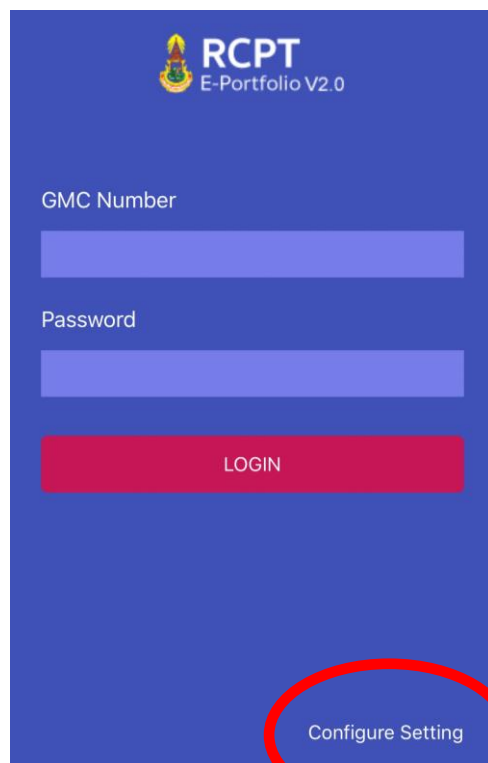 RCPT
E-Portfolio V2.0
GMC Number
Password
LOGIN
Configure Setting